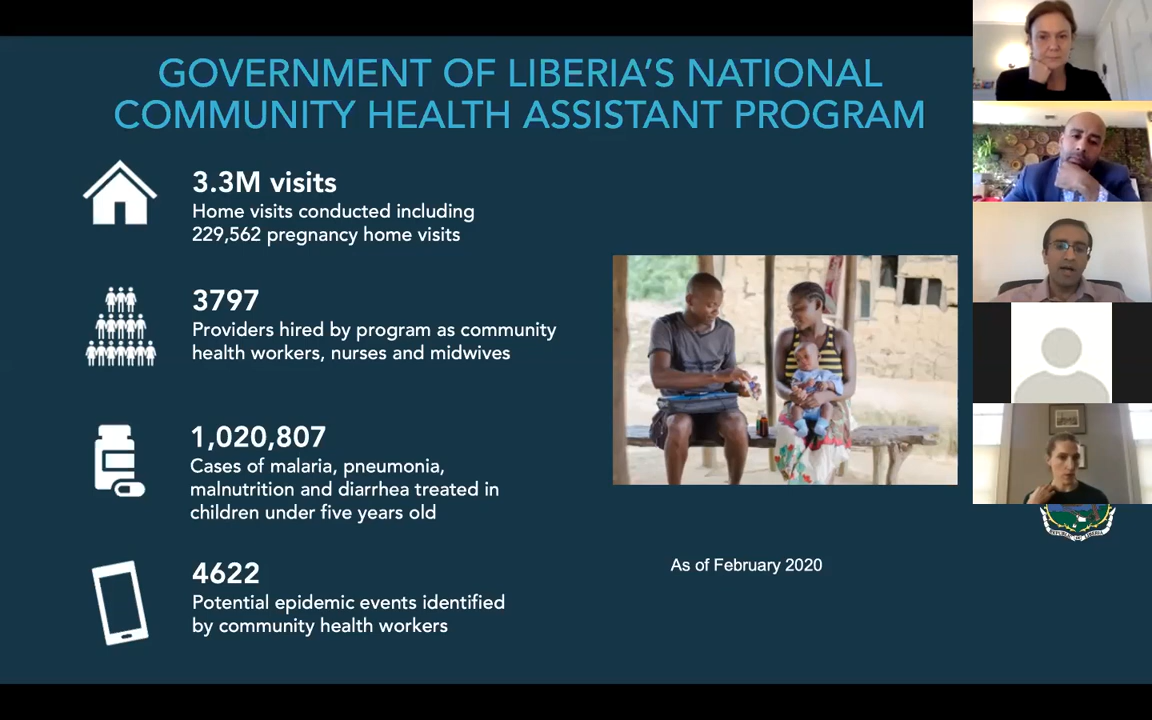 GOVERNMENT OF LIBERIA'S NATIONAL
COMMUNITY HEALTH ASSISTANT PROGRAM
3.3M visits
Home visits conducted including
229,562 pregnancy home visits
3797
Providers hired by program as community
health workers, nurses and midwives
1,020,807
Cases of malaria, pneumonia,
malnutrition and diarrhea treated in
children under five years old
4622
Potential epidemic events identified
by community health workers
As of February 2020
REPUBLIC OF LIBERIA